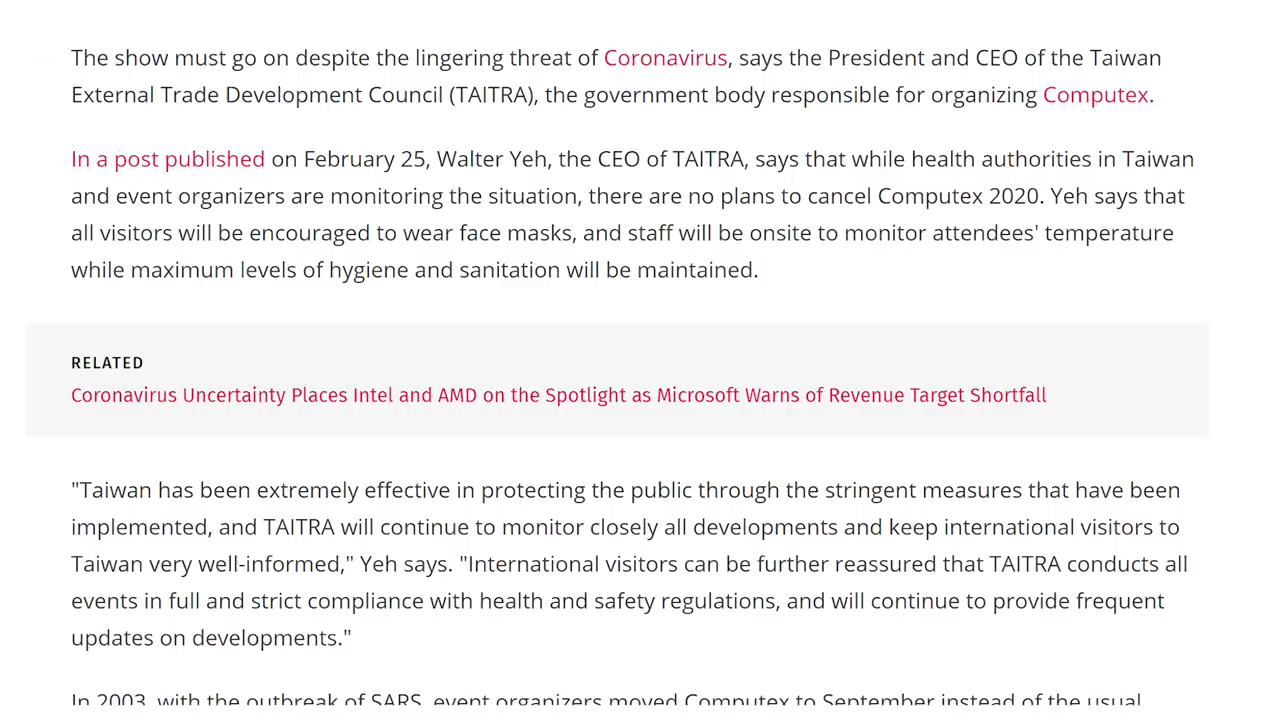 The show must go on despite the lingering threat of Coronavirus, says the President and CEO of the Taiwan
External Trade Development Council (TAITRA), the government body responsible for organizing Computex.
In a post published on February 25, Walter Yeh, the CEO of TAITRA, says that while health authorities in Taiwan
and event organizers are monitoring the situation, there are no plans to cancel Computex 2020. Yeh says that
all visitors will be encouraged to wear face masks, and staff will be onsite to monitor attendees' temperature
while maximum levels of hygiene and sanitation will be maintained.
RELATED
Coronavirus Uncertainty Places Intel and AMD on the Spotlight as Microsoft Warns of Revenue Target Shortfall
"Taiwan has been extremely effective in protecting the public through the stringent measures that have been
implemented, and TAITRA will continue to monitor closely all developments and keep international visitors to
Taiwan very well-informed," Yeh says. "International visitors can be further reassured that TAITRA conducts all
events in full and strict compliance with health and safety regulations, and will continue to provide frequent
updates on developments."
In 2003, with the outbreak of SARS, event organizers moved Computex to September instead of the usual